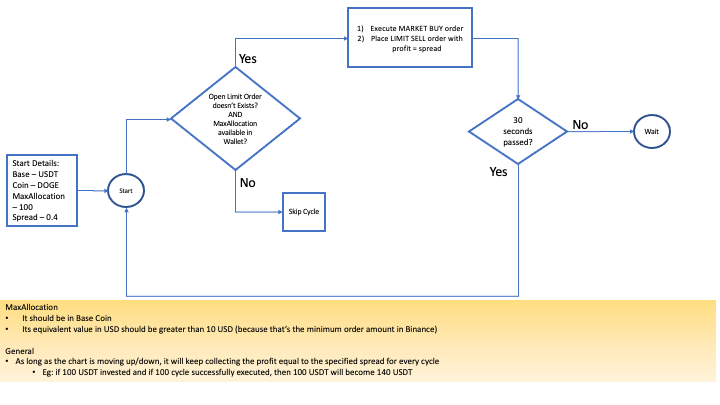 1) Execute MARKET BUY order
2) Place LIMIT SELL order with
profit = spread
Yes
Open Limit Order
doesn't Exists?
AND
MaxAllocation
available in
Wallet?
30
seconds
passed?
No
Wait
Start Details:
Base – USDT
Coin – DOGE
MaxAllocation
– 100
Spread – 0.4
Start
No
Skip Cycle
Yes
MaxAllocation
• It should be in Base Coin
• Its equivalent value in USD should be greater than 10 USD (because that's the minimum order amount in Binance)
General
• As long as the chart is moving up/down, it will keep collecting the profit equal to the specified spread for every cycle
• Eg: if 100 USDT invested and if 100 cycle successfully executed, then 100 USDT will become 140 USDT